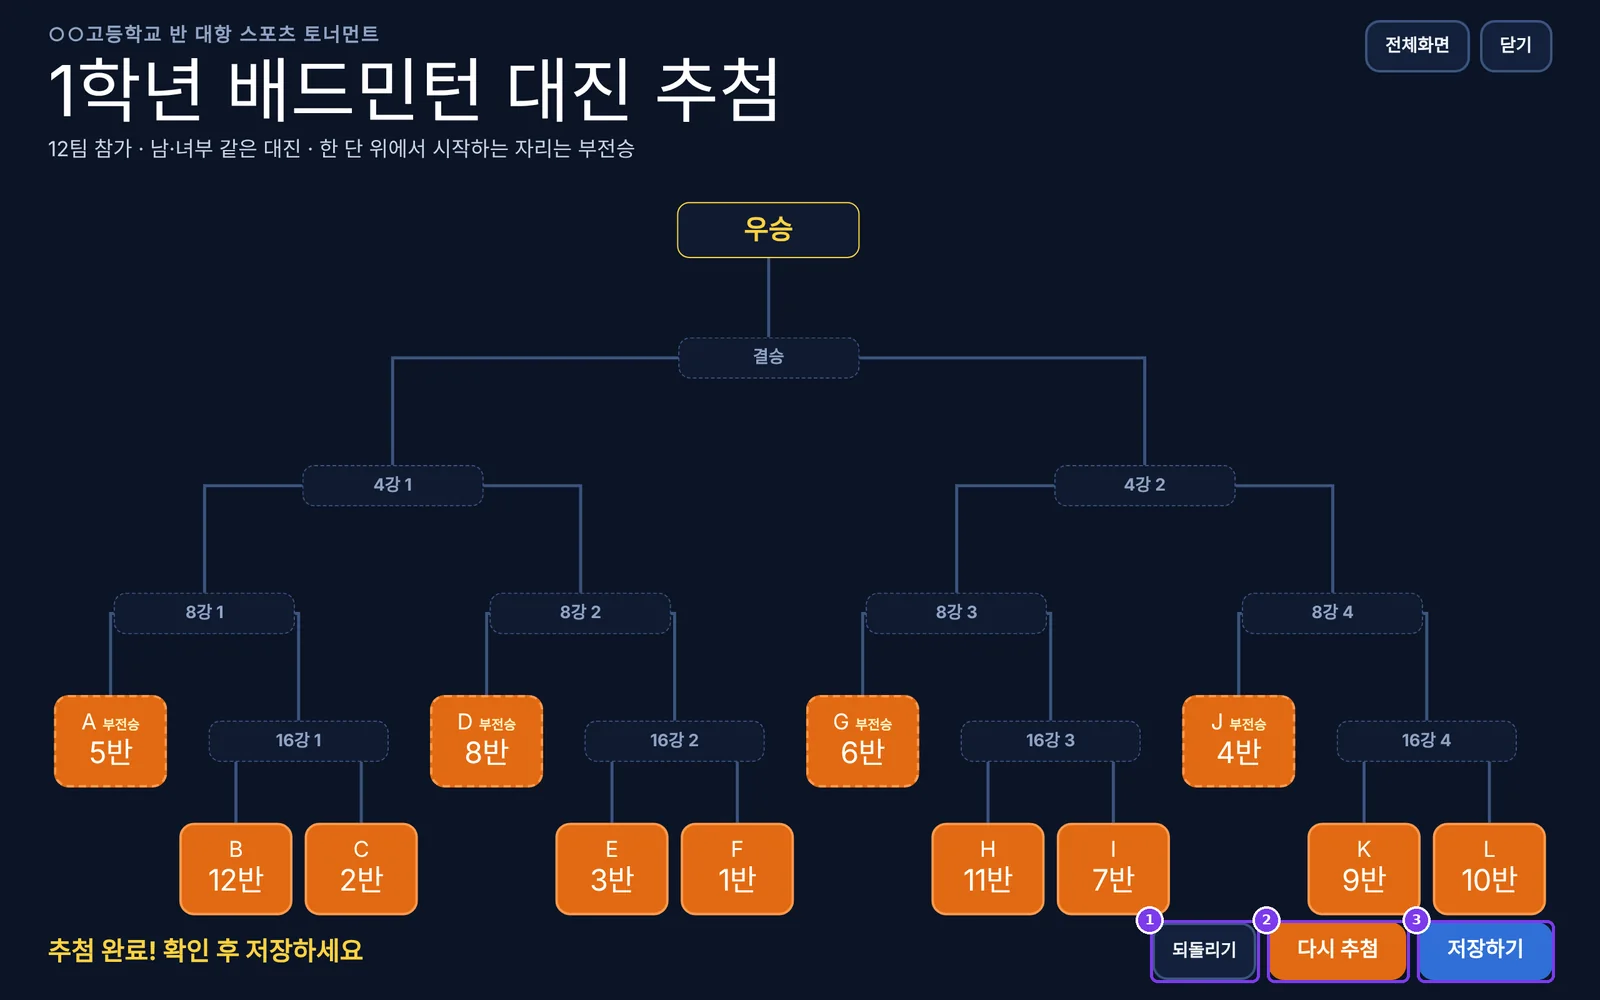 ○○고등학교 반 대항 스포츠 토너먼트
전체화면
닫기
1학년 배드민턴 대진 추첨
12팀 참가 · 남·녀부 같은 대진 · 한 단 위에서 시작하는 자리는 부전승
우승
결승
4강 1
4강 2
8강 1
8강 2
8강 3
8강 4
A 부전승
5반
16강 1
D 부전승
8반
16강 2
G 부전승
6반
16강 3
J 부전승
4반
16강 4
B
12반
C
2반
E
3반
F
1반
H
11반
I
7반
K
9반
L
10반
추첨 완료! 확인 후 저장하세요
1
되돌리기
2
다시 추첨
3
저장하기